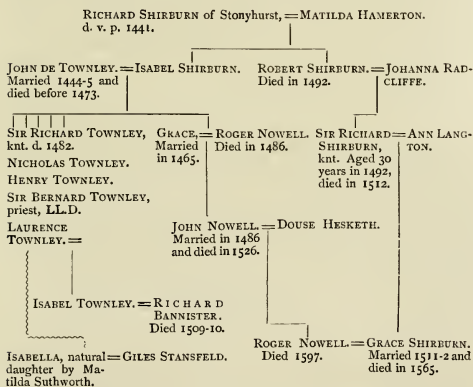 RICHARD SHIRBURN of Stonyhurst, = MATILDA HAMERTON.
d. v. p. 1441.
JOHN DE TOWNLEY. = ISABEL SHIRBURN.
Married 1444-5 and
died before 1473.
ROBERT SHIRBURN. = JOHANNA RAD-
Died in 1492. CLIFFE.
SIR RICHARD TOWNLEY,
knt. d. 1482.
NICHOLAS TOWNLEY.
HENRY TOWNLEY.
SIR BERNARD TOWNLEY,
priest, LL.D.
LAURENCE
TOWNLEY. =
GRACE, = ROGER NOWELL.
Married Died in 1486.
in 1465.
SIR RICHARD = ANN LANG-
SHIRBURN, TON.
knt. Aged 30
years in 1492,
died in 1512.
JOHN NOWELL. = DOUSE HESKETH.
Married in 1486
and died in 1526.
ISABEL TOWNLEY. = RICHARD
BANNISTER.
Died 1509-10.
ROGER NOWELL. = GRACE SHIRBURN.
Died 1597. Married 1511-2 and
died in 1565.
ISABELLA, natural = GILES STANSFELD.
daughter by Ma-
tilda Suthworth.